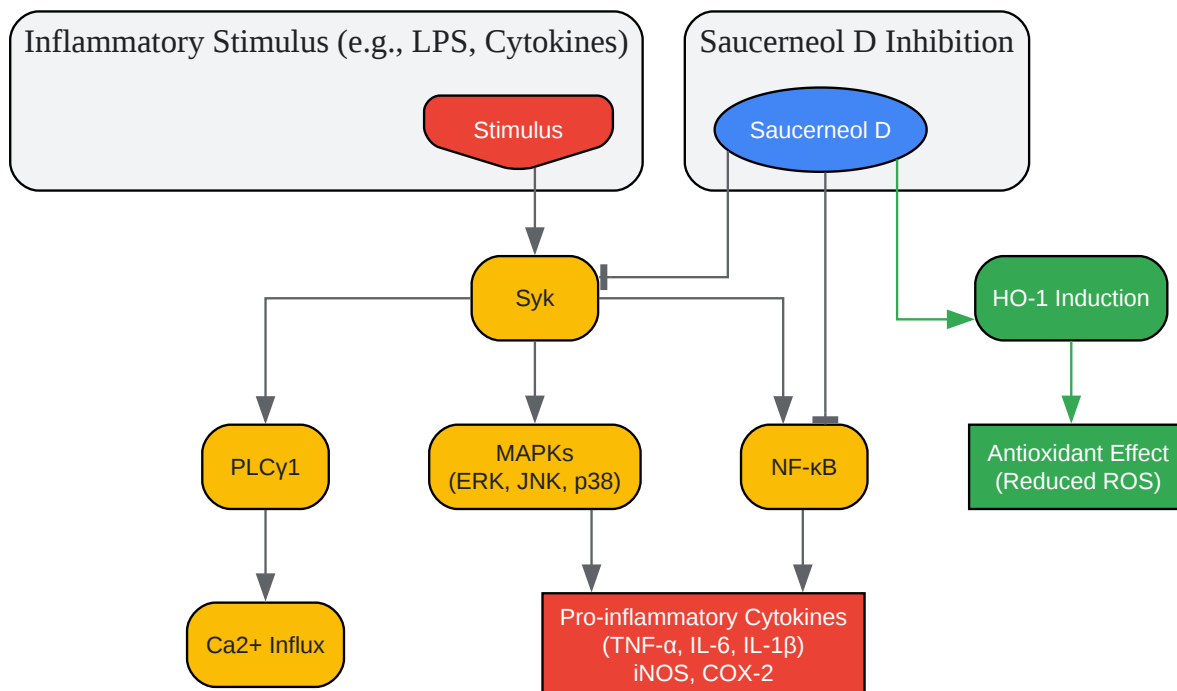 Inflammatory Stimulus (e.g., LPS, Cytokines)
Saucerneol D Inhibition
Stimulus
Saucerneol D
Syk
HO-1 Induction
PLCγ1
MAPKs
(ERK, JNK, p38)
NF-κB
Antioxidant Effect
(Reduced ROS)
Ca2+ Influx
Pro-inflammatory Cytokines
(TNF-α, IL-6, IL-1β)
iNOS, COX-2